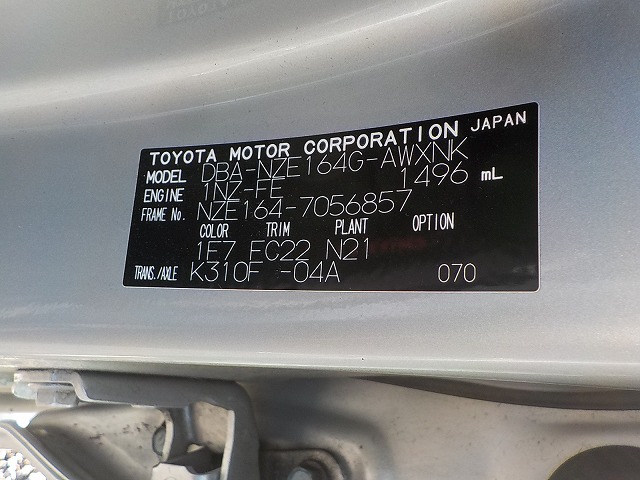 TOYOTA MOTOR CORPORATION JAPAN
MODEL DBA-NZE164G-AWXNK
ENGINE 1NZ-FE 1496 mL
FRAME No. NZE164-7056857
COLOR TRIM PLANT OPTION
1F7 FC22 N21
TRANS./AXLE K310F -04A 070